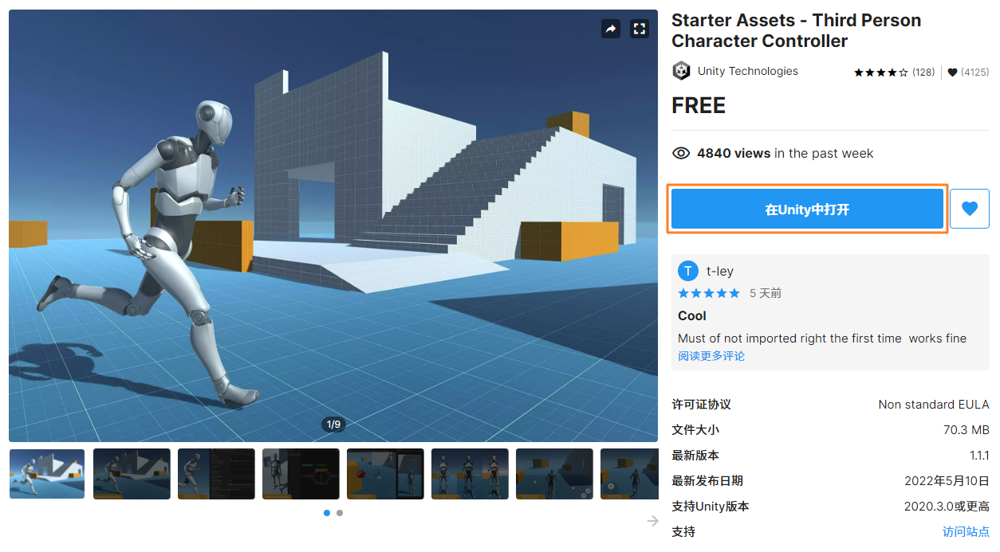 Starter Assets - Third Person
Character Controller
Unity Technologies
(128)
(4125)
FREE
4840 views in the past week
在Unity中打开
T
t-ley
5 天前
Cool
Must of not imported right the first time  works fine
阅读更多评论
1/9
许可证协议 Non standard EULA
文件大小 70.3 MB
最新版本 1.1.1
最新发布日期 2022年5月10日
支持Unity版本 2020.3.0或更高
支持 访问站点